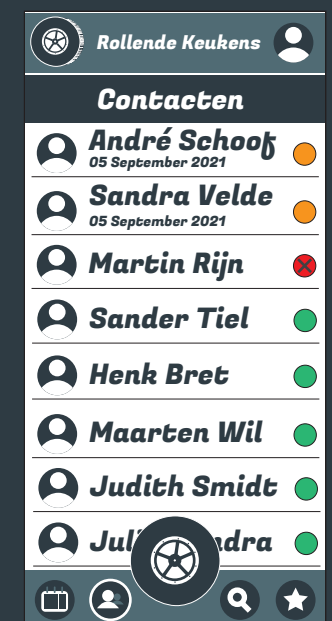 Rollende Keukens
Contacten
André Schoof
05 September 2021
Sandra Velde
05 September 2021
Martin Rijn
Sander Tiel
Henk Bret
Maarten Wil
Judith Smidt